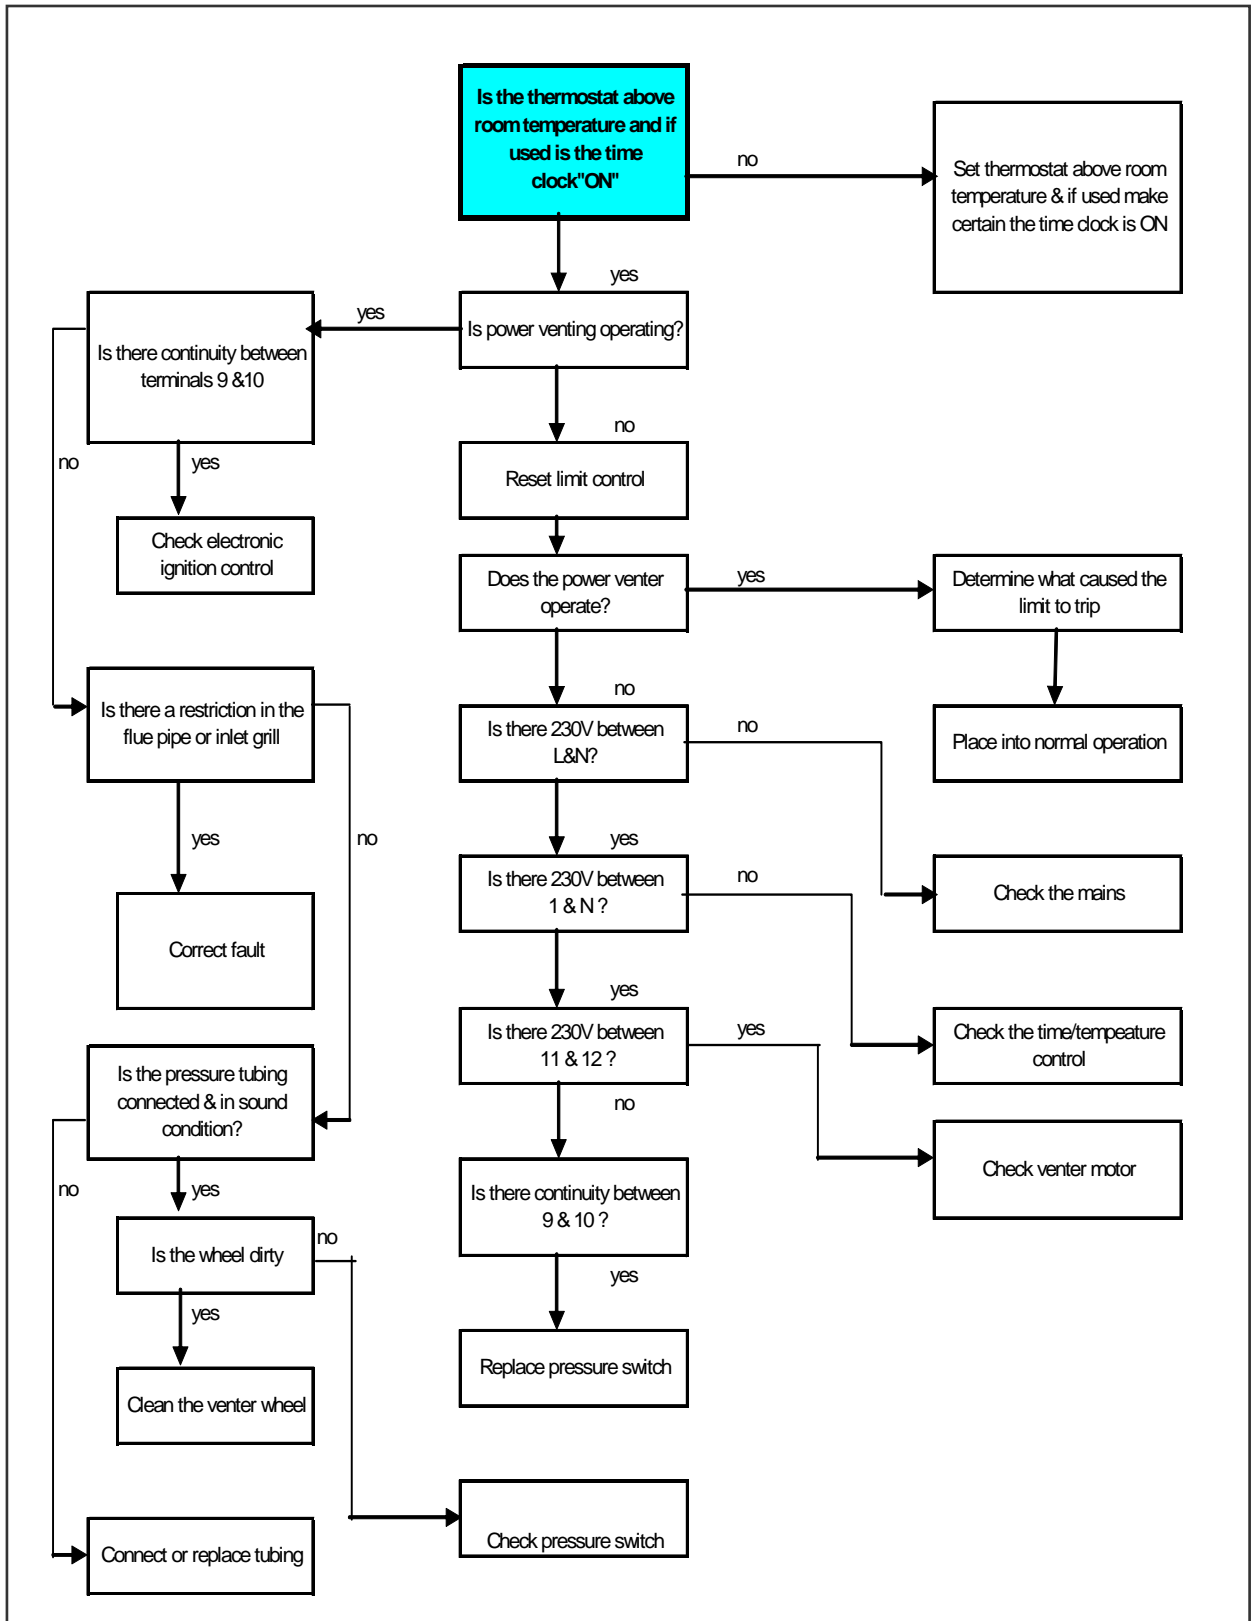 Is the thermostat above
room temperature and if
used is the time
clock"ON"
no
Set thermostat above room
temperature & if used make
certain the time clock is ON
yes
Is power venting operating?
yes
Is there continuity between
terminals 9 &10
no
yes
Check electronic
ignition control
no
Reset limit control
Does the power venter
operate?
yes
Determine what caused the
limit to trip
Place into normal operation
no
Is there 230V between
L&N?
no
Check the mains
yes
Is there 230V between
1 & N ?
no
Check the time/tempeature
control
yes
Is there 230V between
11 & 12 ?
yes
Check venter motor
no
Is there continuity between
9 & 10 ?
yes
Replace pressure switch
Is there a restriction in the
flue pipe or inlet grill
yes
no
Correct fault
Is the pressure tubing
connected & in sound
condition?
no
yes
Is the wheel dirty
no
yes
Clean the venter wheel
Check pressure switch
Connect or replace tubing